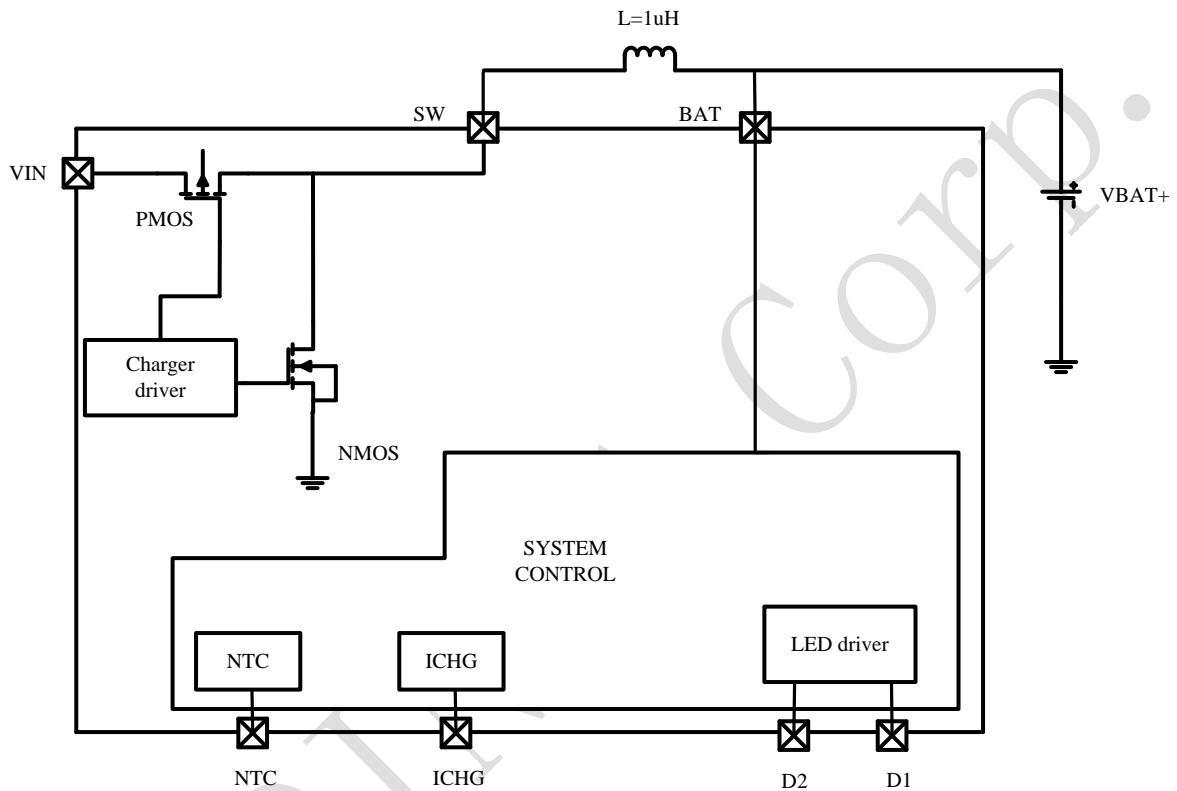 L=1uH
SW
BAT
VIN
PMOS
VBAT+
Charger
driver
NMOS
SYSTEM
CONTROL
NTC
ICHG
LED driver
NTC
ICHG
D2
D1
Corp.